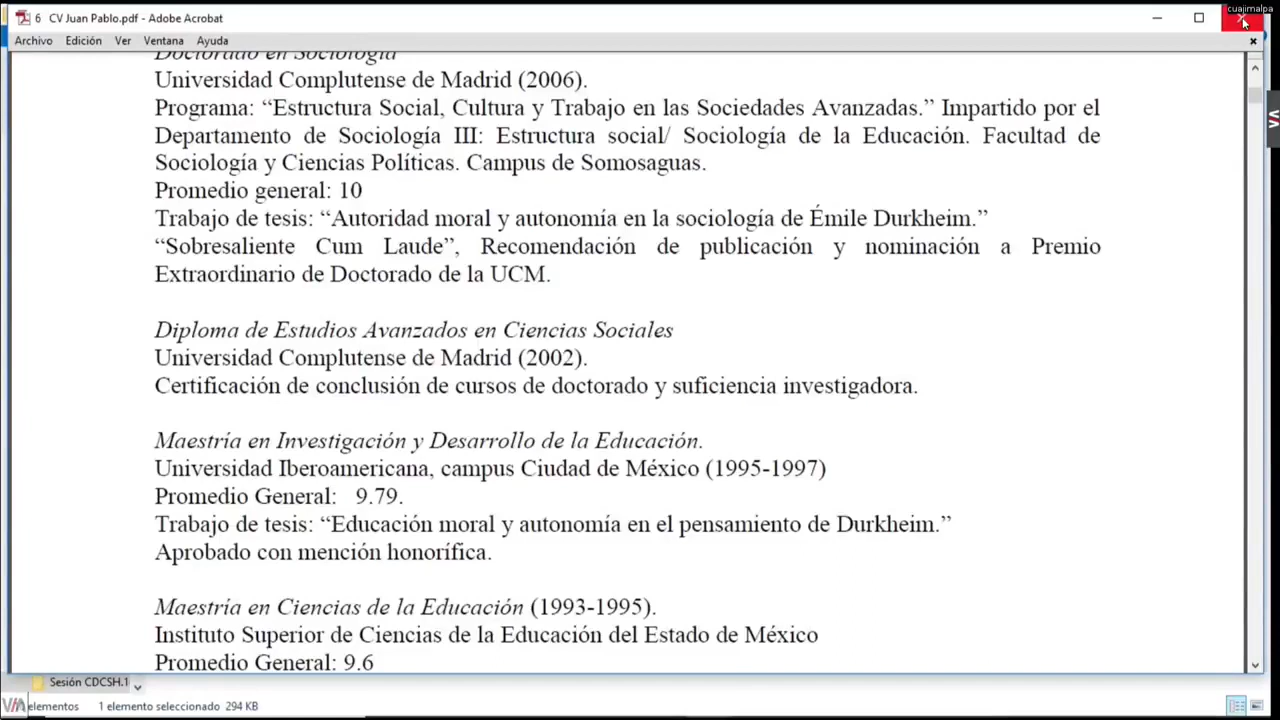 cuajimalpa
6 CV Juan Pablo.pdf - Adobe Acrobat
Archivo Edición Ver Ventana Ayuda
Doctorado en Sociología
Universidad Complutense de Madrid (2006).
Programa: “Estructura Social, Cultura y Trabajo en las Sociedades Avanzadas.” Impartido por el
Departamento de Sociología III: Estructura social/ Sociología de la Educación. Facultad de
Sociología y Ciencias Políticas. Campus de Somosaguas.
Promedio general: 10
Trabajo de tesis: “Autoridad moral y autonomía en la sociología de Émile Durkheim.”
“Sobresaliente Cum Laude”, Recomendación de publicación y nominación a Premio
Extraordinario de Doctorado de la UCM.
Diploma de Estudios Avanzados en Ciencias Sociales
Universidad Complutense de Madrid (2002).
Certificación de conclusión de cursos de doctorado y suficiencia investigadora.
Maestría en Investigación y Desarrollo de la Educación.
Universidad Iberoamericana, campus Ciudad de México (1995-1997)
Promedio General: 9.79.
Trabajo de tesis: “Educación moral y autonomía en el pensamiento de Durkheim.”
Aprobado con mención honorífica.
Maestría en Ciencias de la Educación (1993-1995).
Instituto Superior de Ciencias de la Educación del Estado de México
Promedio General: 9.6
Sesión CDCSH.1
elementos 1 elemento seleccionado 294 KB